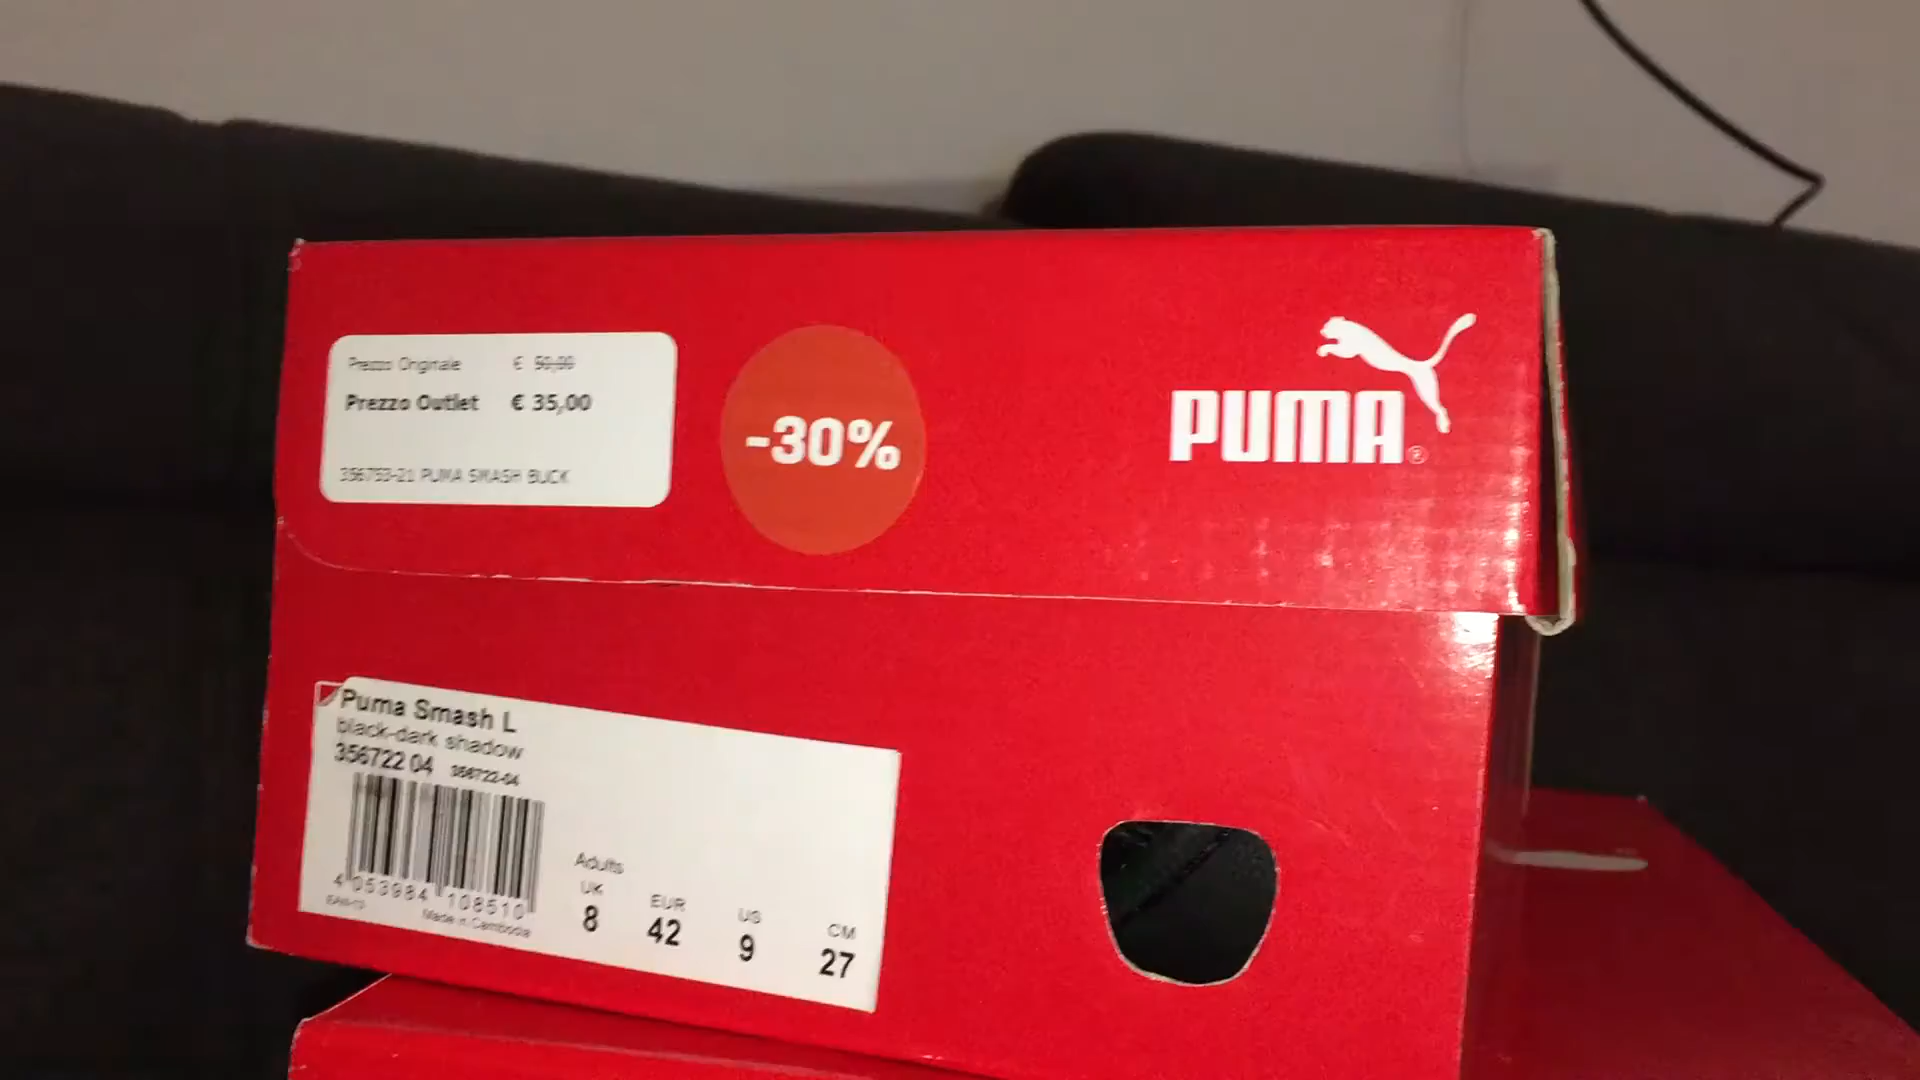 Prezzo Originale € 50,00
Prezzo Outlet € 35,00
356753-21 PUMA SMASH BUCK
-30%
PUMA
Puma Smash L
black-dark shadow
356722 04 356722-04
4 053984 108510
Made in Cambodia
Adults
UK EUR US CM
8 42 9 27